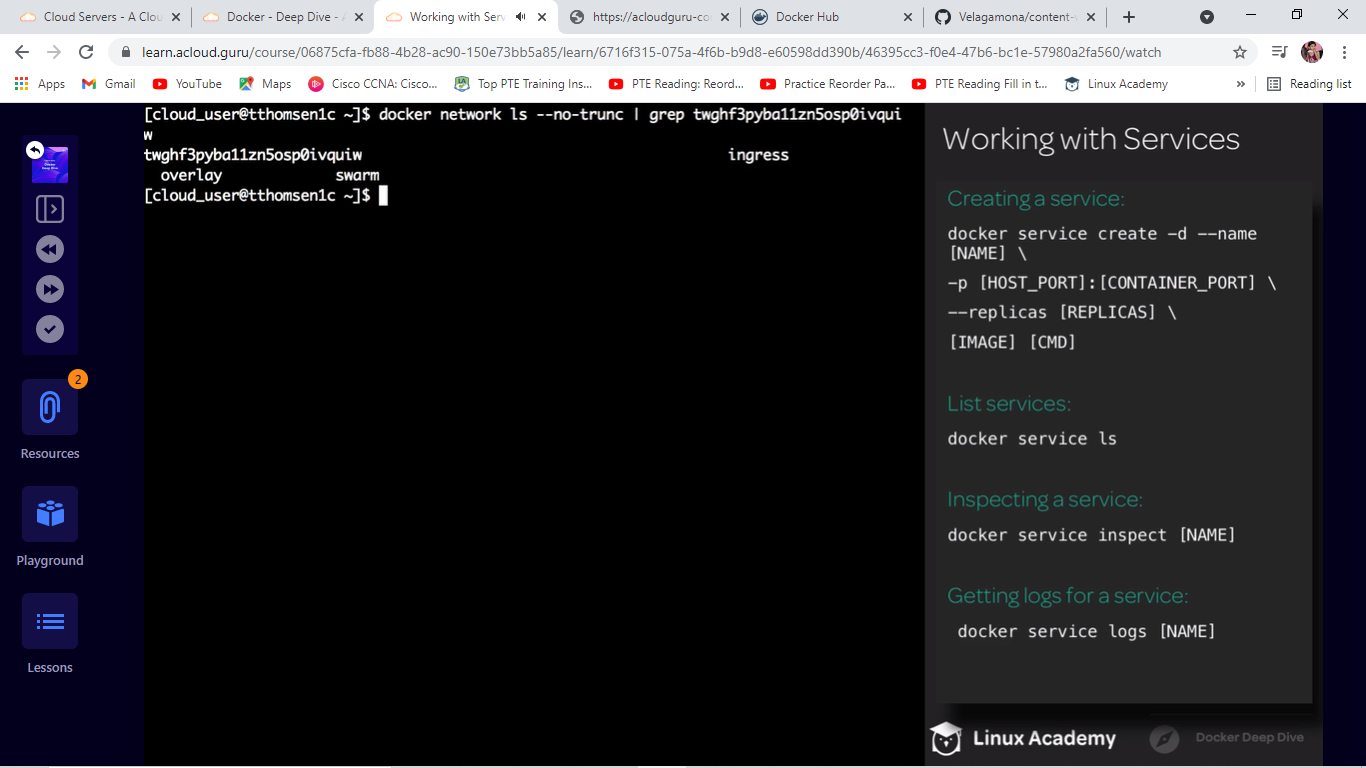 Cloud Servers - A Clou
Docker - Deep Dive - A
Working with Serv
https://acloudguru-co
Docker Hub
Velagamona/content-
learn.acloud.guru/course/06875cfa-fb88-4b28-ac90-150e73bb5a85/learn/6716f315-075a-4f6b-b9d8-e60598dd390b/46395cc3-f0e4-47b6-bc1e-57980a2fa560/watch
Apps
Gmail
YouTube
Maps
Cisco CCNA: Cisco...
Top PTE Training Ins...
PTE Reading: Reord...
Practice Reorder Pa...
PTE Reading Fill in t...
Linux Academy
»
Reading list
[cloud_user@tthomsen1c ~]$ docker network ls --no-trunc | grep twghf3pyba11zn5osp0ivqui
w
twghf3pyba11zn5osp0ivquiw ingress
overlay swarm
[cloud_user@tthomsen1c ~]$
2
Resources
Playground
Lessons
Working with Services
Creating a service:
docker service create -d --name
[NAME] \
-p [HOST_PORT]:[CONTAINER_PORT] \
--replicas [REPLICAS] \
[IMAGE] [CMD]
List services:
docker service ls
Inspecting a service:
docker service inspect [NAME]
Getting logs for a service:
docker service logs [NAME]
Linux Academy
Docker Deep Dive